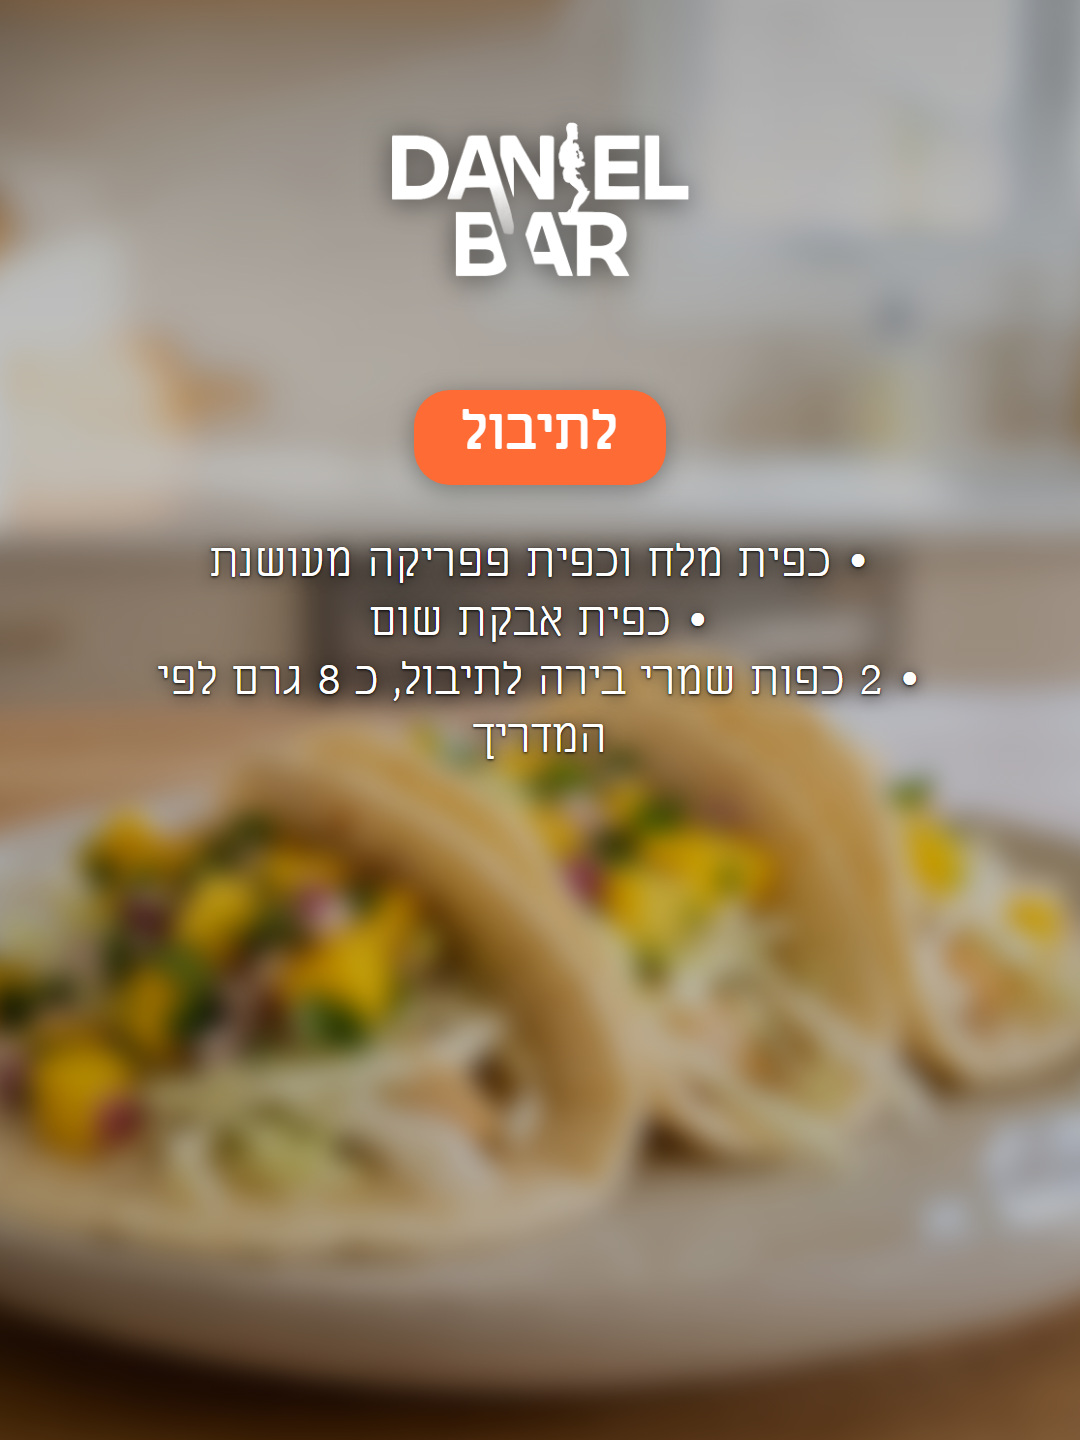 DANIEL
BAR
לתיבול
• כפית מלח וכפית פפריקה מעושנת
• כפית אבקת שום
• 2 כפות שמרי בירה לתיבול, כ 8 גרם לפי
המדריך